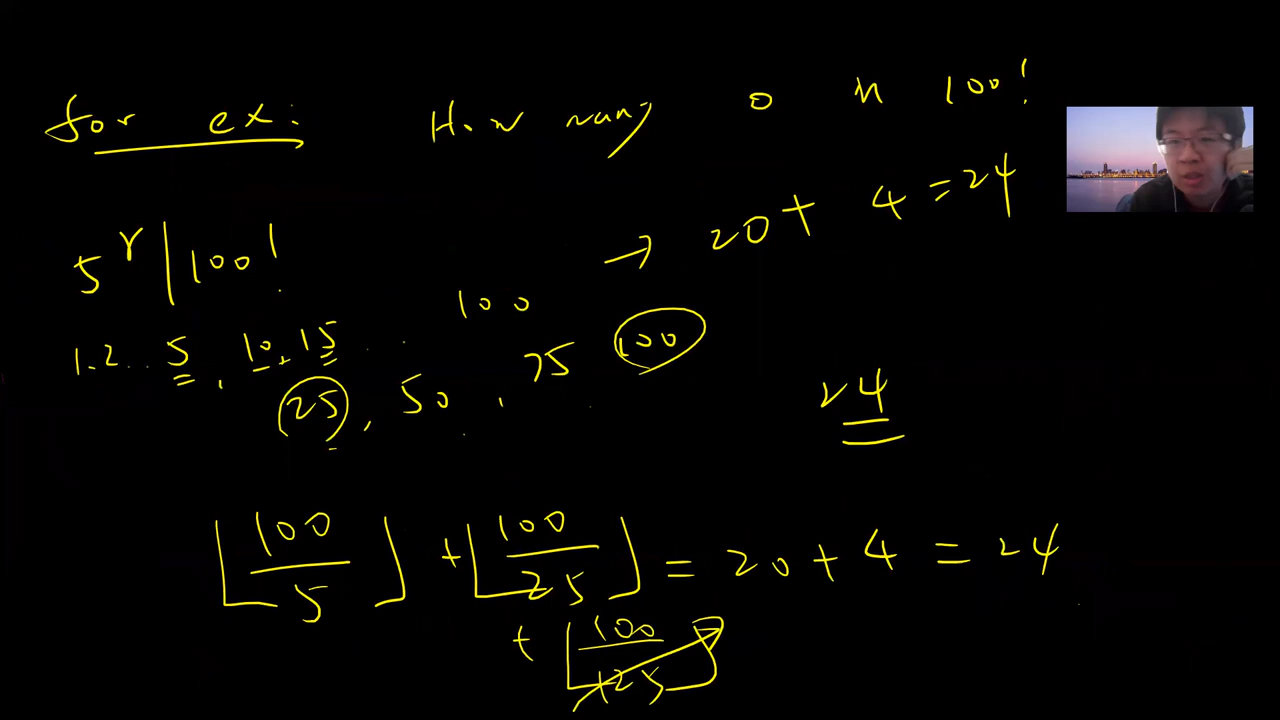 for ex: How many 0 in 100!
→ 20 + 4 = 24
5^r | 100!
1.2... 5, 10, 15 ... 100
25, 50, 75 100
24
⌊100/5⌋ + ⌊100/25⌋ = 20 + 4 = 24
+ ⌊100/125⌋